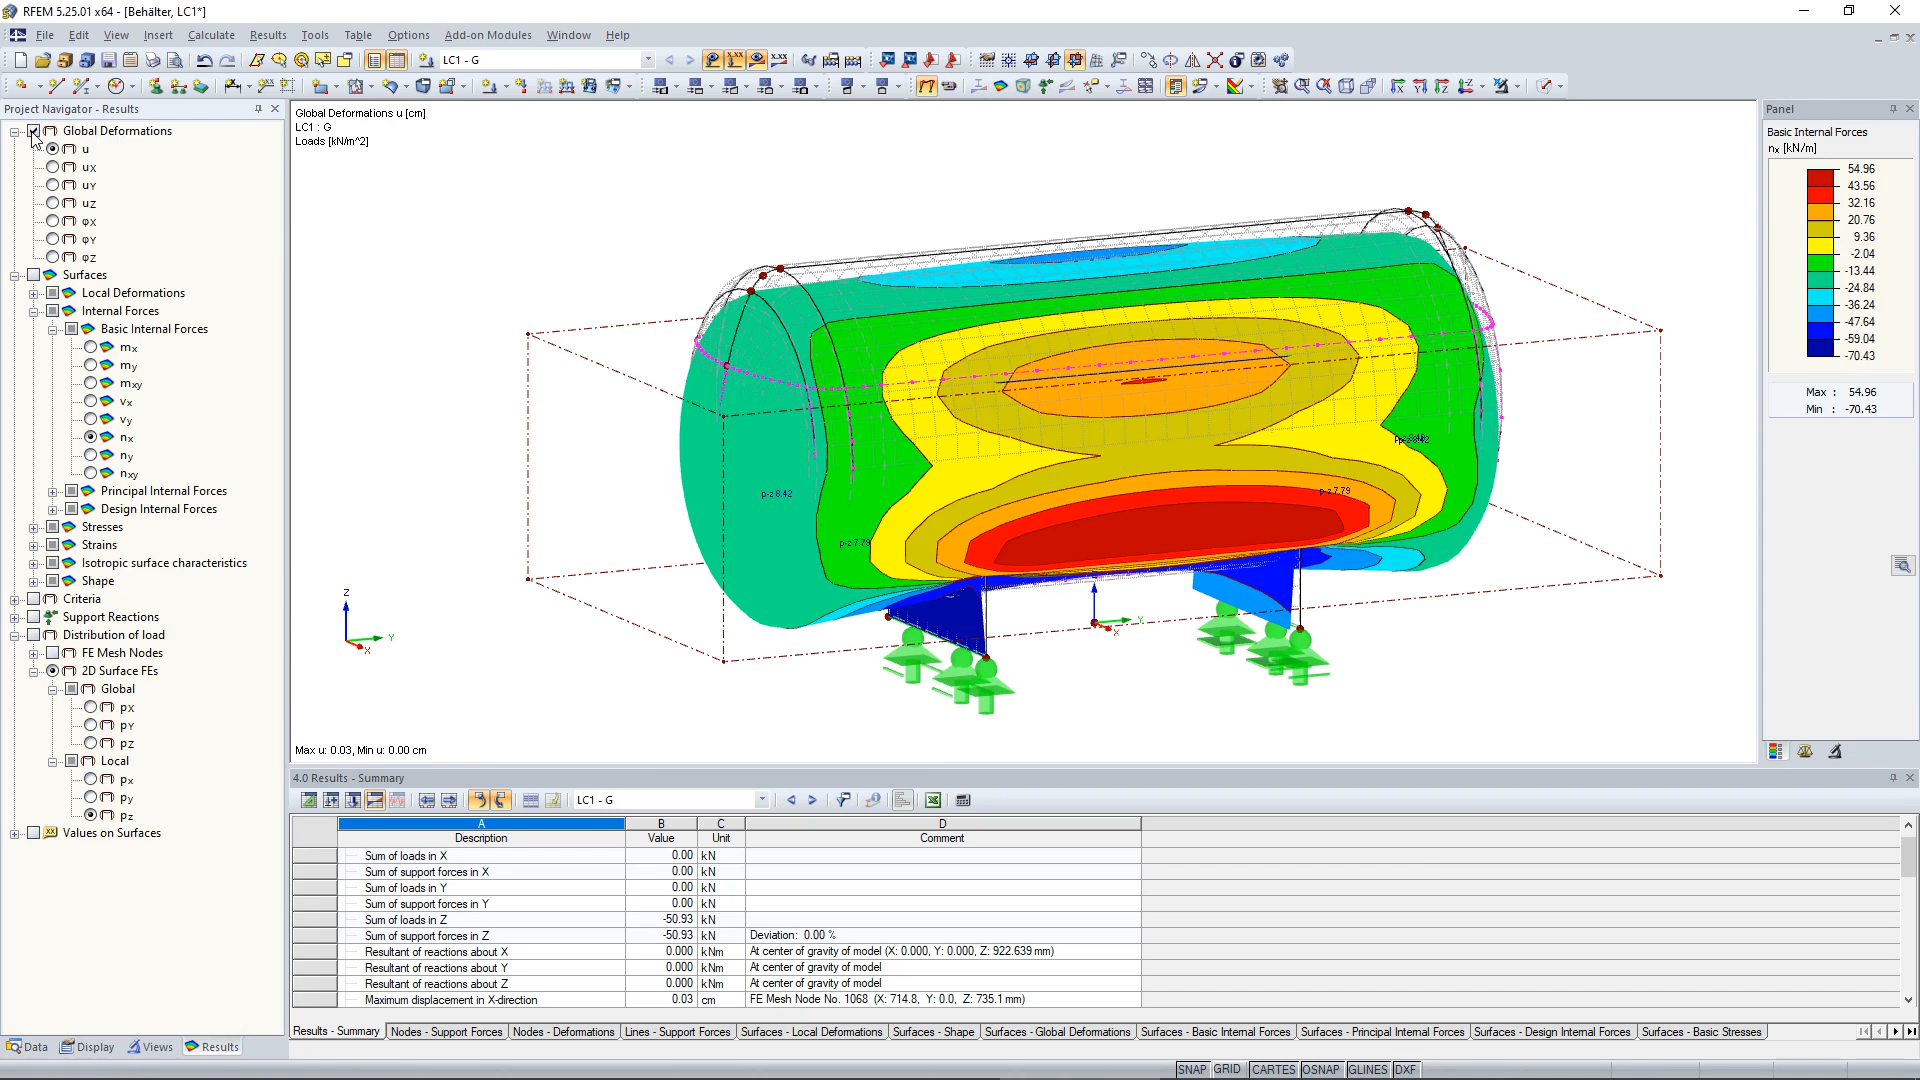 RFEM 5.25.01 x64 - [Behälter, LC1*]
File Edit View Insert Calculate Results Tools Table Options Add-on Modules Window Help
LC1 - G
Project Navigator - Results
Global Deformations
u
uX
uY
uZ
φX
φY
φZ
Surfaces
Local Deformations
Internal Forces
Basic Internal Forces
mx
my
mxy
vx
vy
nx
ny
nxy
Principal Internal Forces
Design Internal Forces
Stresses
Strains
Isotropic surface characteristics
Shape
Criteria
Support Reactions
Distribution of load
FE Mesh Nodes
2D Surface FEs
Global
pX
pY
pZ
Local
px
py
pz
Values on Surfaces
Data Display Views Results
Global Deformations u [cm]
LC1 : G
Loads [kN/m^2]
p-z 8.42
p-z 7.79
p-z 7.79
Z
Y
X
Z
Y
X
Max u: 0.03, Min u: 0.00 cm
Panel
Basic Internal Forces
nx [kN/m]
54.96
43.56
32.16
20.76
9.36
-2.04
-13.44
-24.84
-36.24
-47.64
-59.04
-70.43
Max : 54.96
Min : -70.43
4.0 Results - Summary
LC1 - G
A B C D
Description Value Unit Comment
Sum of loads in X 0.00 kN
Sum of support forces in X 0.00 kN
Sum of loads in Y 0.00 kN
Sum of support forces in Y 0.00 kN
Sum of loads in Z -50.93 kN
Sum of support forces in Z -50.93 kN Deviation: 0.00 %
Resultant of reactions about X 0.000 kNm At center of gravity of model (X: 0.000, Y: 0.000, Z: 922.639 mm)
Resultant of reactions about Y 0.000 kNm At center of gravity of model
Resultant of reactions about Z 0.000 kNm At center of gravity of model
Maximum displacement in X-direction 0.03 cm FE Mesh Node No. 1068 (X: 714.8, Y: 0.0, Z: 735.1 mm)
Results - Summary Nodes - Support Forces Nodes - Deformations Lines - Support Forces Surfaces - Local Deformations Surfaces - Shape Surfaces - Global Deformations Surfaces - Basic Internal Forces Surfaces - Principal Internal Forces Surfaces - Design Internal Forces Surfaces - Basic Stresses
SNAP GRID CARTES OSNAP GLINES DXF